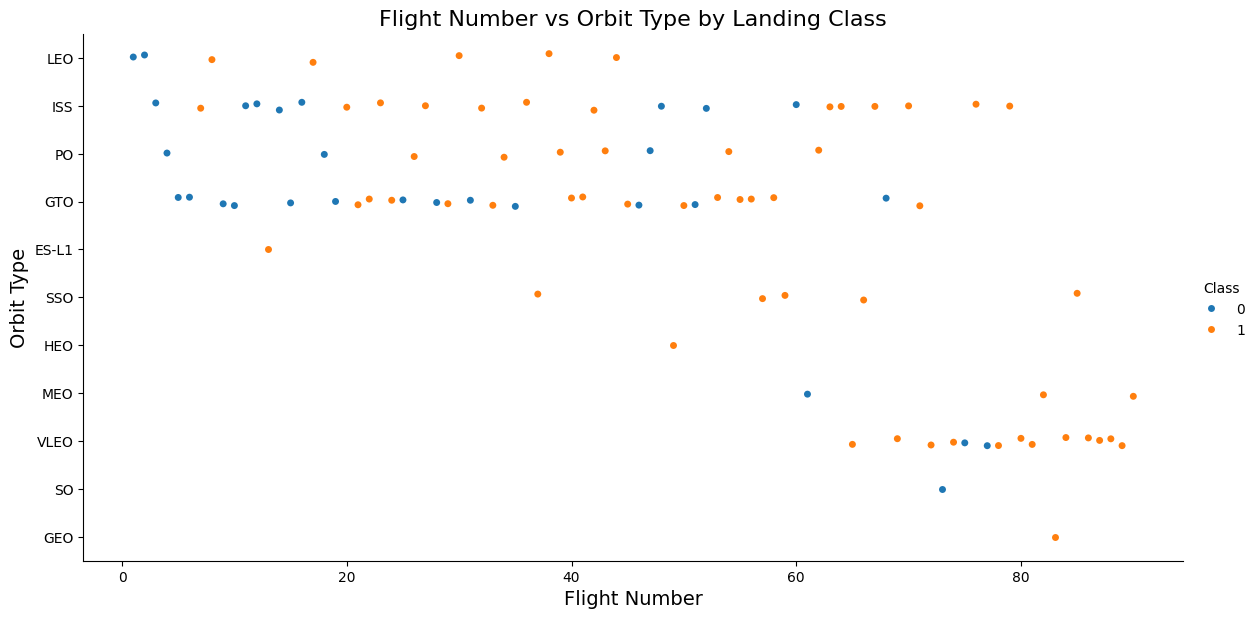 Flight Number vs Orbit Type by Landing Class
Orbit Type
LEO
ISS
PO
GTO
ES-L1
SSO
HEO
MEO
VLEO
SO
GEO
0 20 40 60 80
Flight Number
Class
0
1